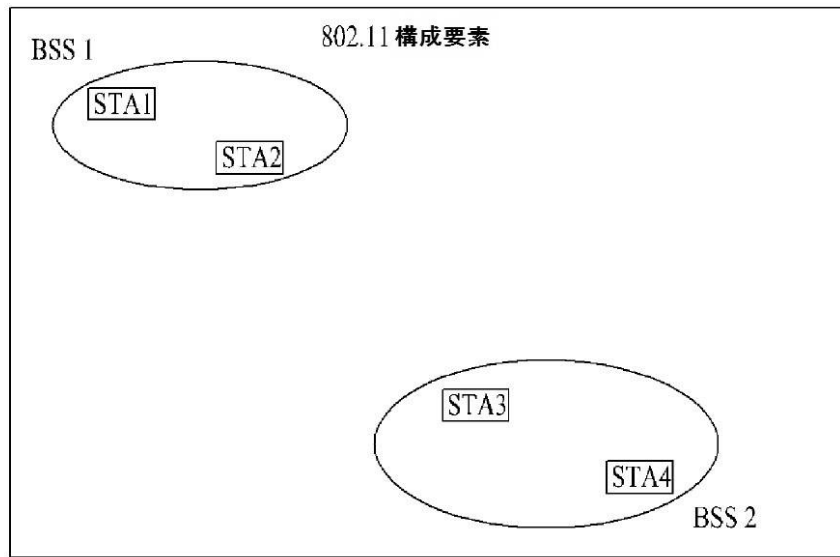 802.11 構成要素
BSS 1
STA1
STA2
STA3
STA4
BSS 2